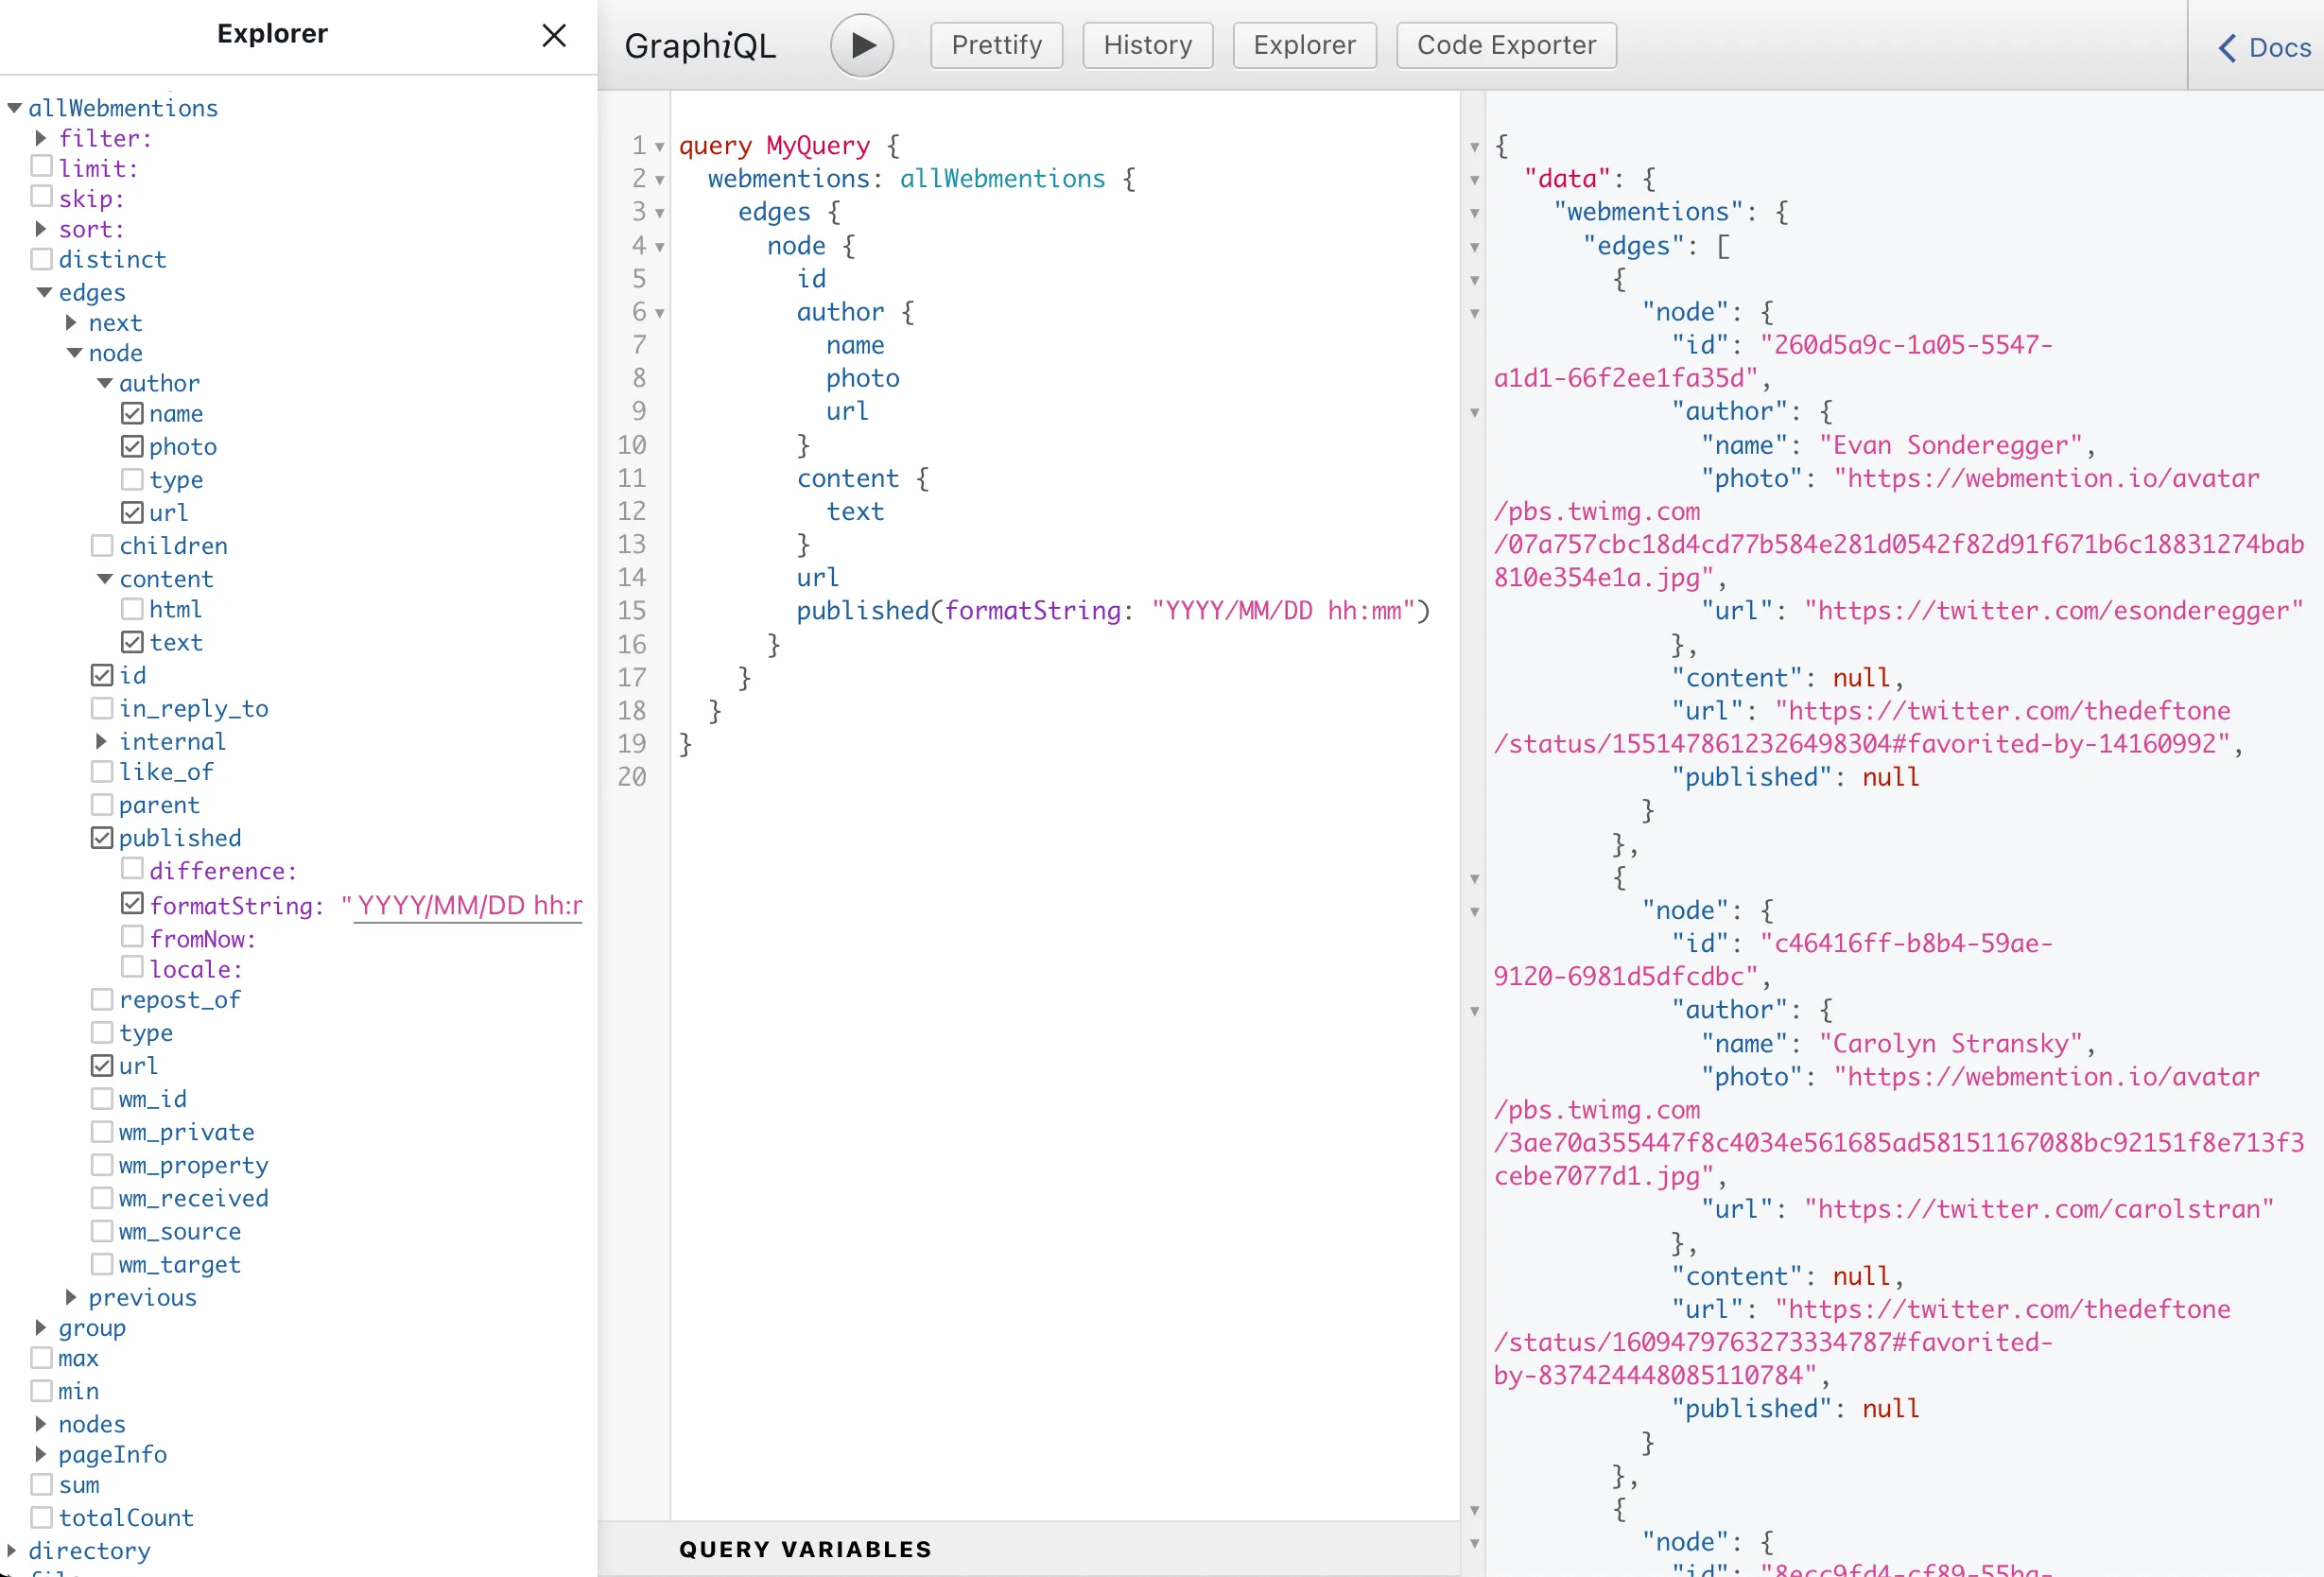 Explorer
allWebmentions
filter:
limit:
skip:
sort:
distinct
edges
next
node
author
name
photo
type
url
children
content
html
text
id
in_reply_to
internal
like_of
parent
published
difference:
formatString: "YYYY/MM/DD hh:r
fromNow:
locale:
repost_of
type
url
wm_id
wm_private
wm_property
wm_received
wm_source
wm_target
previous
group
max
min
nodes
pageInfo
sum
totalCount
directory
GraphiQL
Prettify
History
Explorer
Code Exporter
Docs
1 query MyQuery {
2 webmentions: allWebmentions {
3 edges {
4 node {
5 id
6 author {
7 name
8 photo
9 url
10 }
11 content {
12 text
13 }
14 url
15 published(formatString: "YYYY/MM/DD hh:mm")
16 }
17 }
18 }
19 }
20
QUERY VARIABLES
{
"data": {
"webmentions": {
"edges": [
{
"node": {
"id": "260d5a9c-1a05-5547-
a1d1-66f2ee1fa35d",
"author": {
"name": "Evan Sonderegger",
"photo": "https://webmention.io/avatar
/pbs.twimg.com
/07a757cbc18d4cd77b584e281d0542f82d91f671b6c18831274bab
810e354e1a.jpg",
"url": "https://twitter.com/esonderegger"
},
"content": null,
"url": "https://twitter.com/thedeftone
/status/1551478612326498304#favorited-by-14160992",
"published": null
}
},
{
"node": {
"id": "c46416ff-b8b4-59ae-
9120-6981d5dfcdbc",
"author": {
"name": "Carolyn Stransky",
"photo": "https://webmention.io/avatar
/pbs.twimg.com
/3ae70a355447f8c4034e561685ad58151167088bc92151f8e713f3
cebe7077d1.jpg",
"url": "https://twitter.com/carolstran"
},
"content": null,
"url": "https://twitter.com/thedeftone
/status/1609479763273334787#favorited-
by-837424448085110784",
"published": null
}
},
{
"node": {
"id": "8ecc9fd4-cf89-55ba-